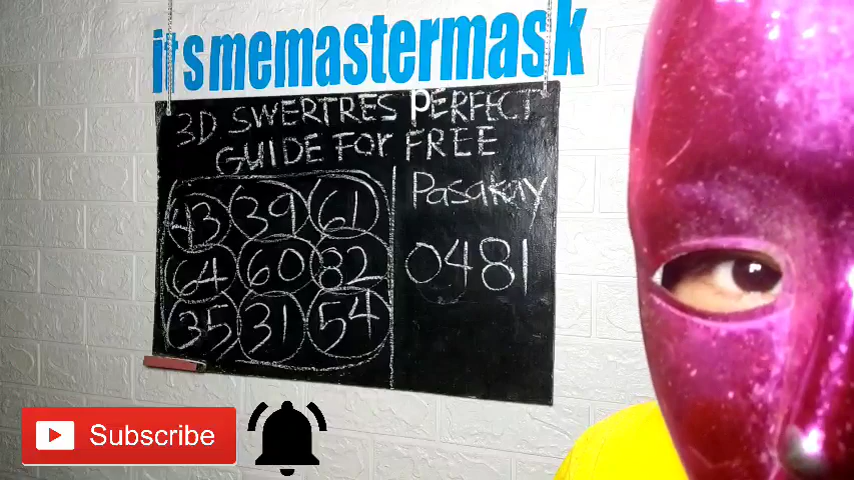 itsmemastermask
3D SWERTRES PERFECT
GUIDE FOR FREE
43 39 61
64 60 82
35 31 54
Pasakay
0481
Subscribe